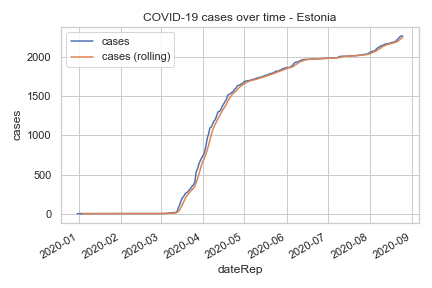 COVID-19 cases over time - Estonia
cases
cases (rolling)
cases
2000
1500
1000
500
0
2020-01
2020-02
2020-03
2020-04
2020-05
2020-06
2020-07
2020-08
2020-09
dateRep